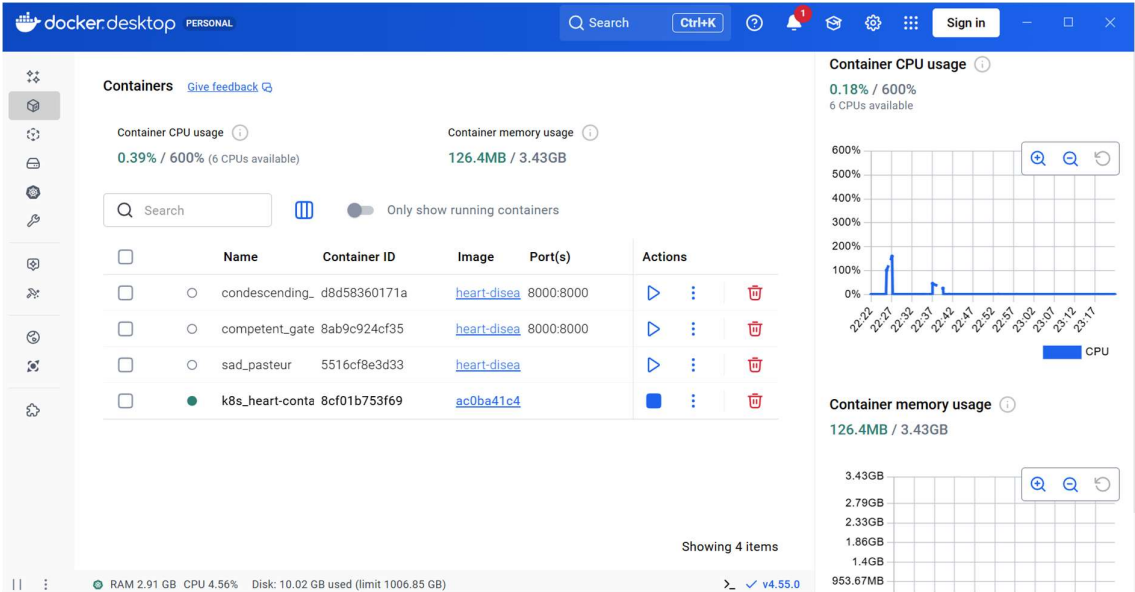 docker.desktop PERSONAL Search Ctrl+K 1 Sign in
Containers Give feedback
Container CPU usage
0.39% / 600% (6 CPUs available)
Container memory usage
126.4MB / 3.43GB
Search
Only show running containers
Name Container ID Image Port(s) Actions
condescending_ d8d58360171a heart-disea 8000:8000
competent_gate 8ab9c924cf35 heart-disea 8000:8000
sad_pasteur 5516cf8e3d33 heart-disea
k8s_heart-conta 8cf01b753f69 ac0ba41c4
Showing 4 items
Container CPU usage
0.18% / 600%
6 CPUs available
600%
500%
400%
300%
200%
100%
0%
22:22 22:27 22:32 22:37 22:42 22:47 22:52 22:57 23:02 23:07 23:12 23:17
CPU
Container memory usage
126.4MB / 3.43GB
3.43GB
2.79GB
2.33GB
1.86GB
1.4GB
953.67MB
RAM 2.91 GB CPU 4.56% Disk: 10.02 GB used (limit 1006.85 GB) >_ v4.55.0